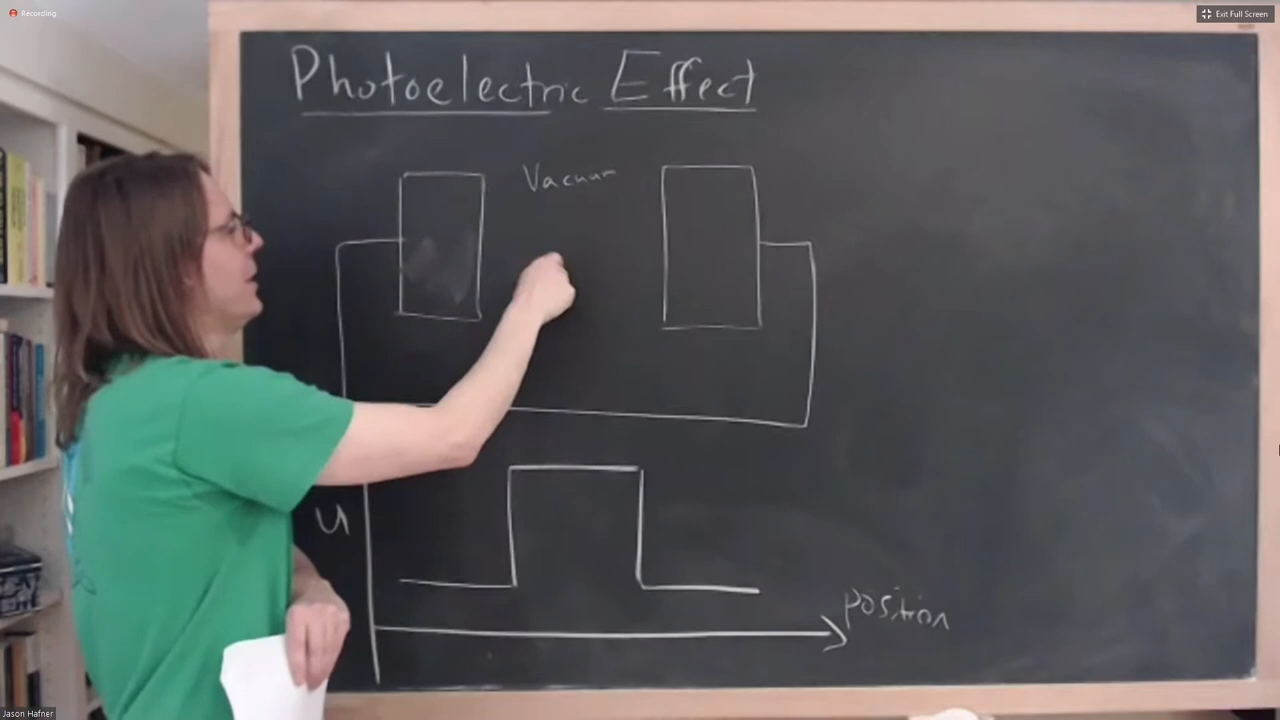 Recording
Exit Full Screen
Photoelectric Effect
Vacuum
U
position
Jason Hafner